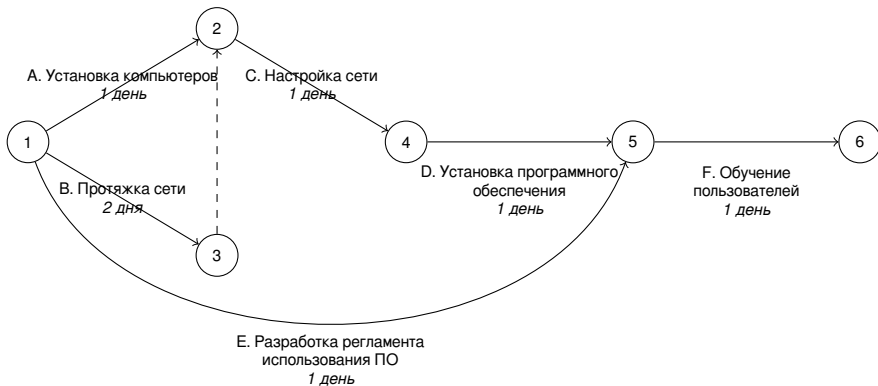 2
A. Установка компьютеров
1 день
C. Настройка сети
1 день
1
4
5
6
B. Протяжка сети
2 дня
D. Установка программного
обеспечения
1 день
F. Обучение
пользователей
1 день
3
E. Разработка регламента
использования ПО
1 день